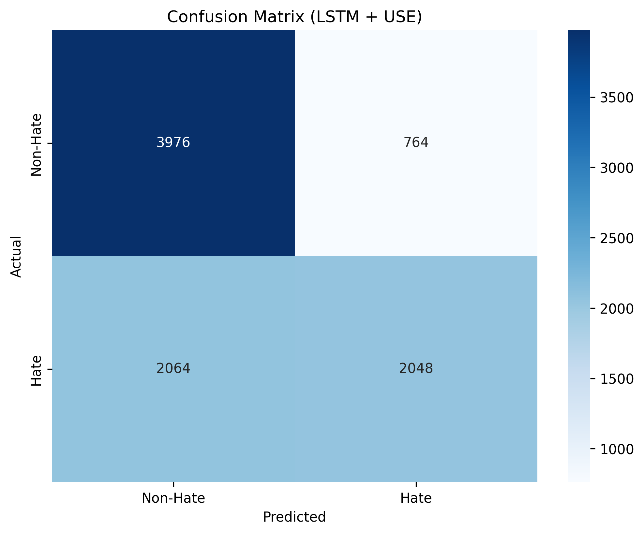 Confusion Matrix (LSTM + USE)
Non-Hate
3976
764
Actual
Hate
2064
2048
Non-Hate
Hate
Predicted
3500
3000
2500
2000
1500
1000